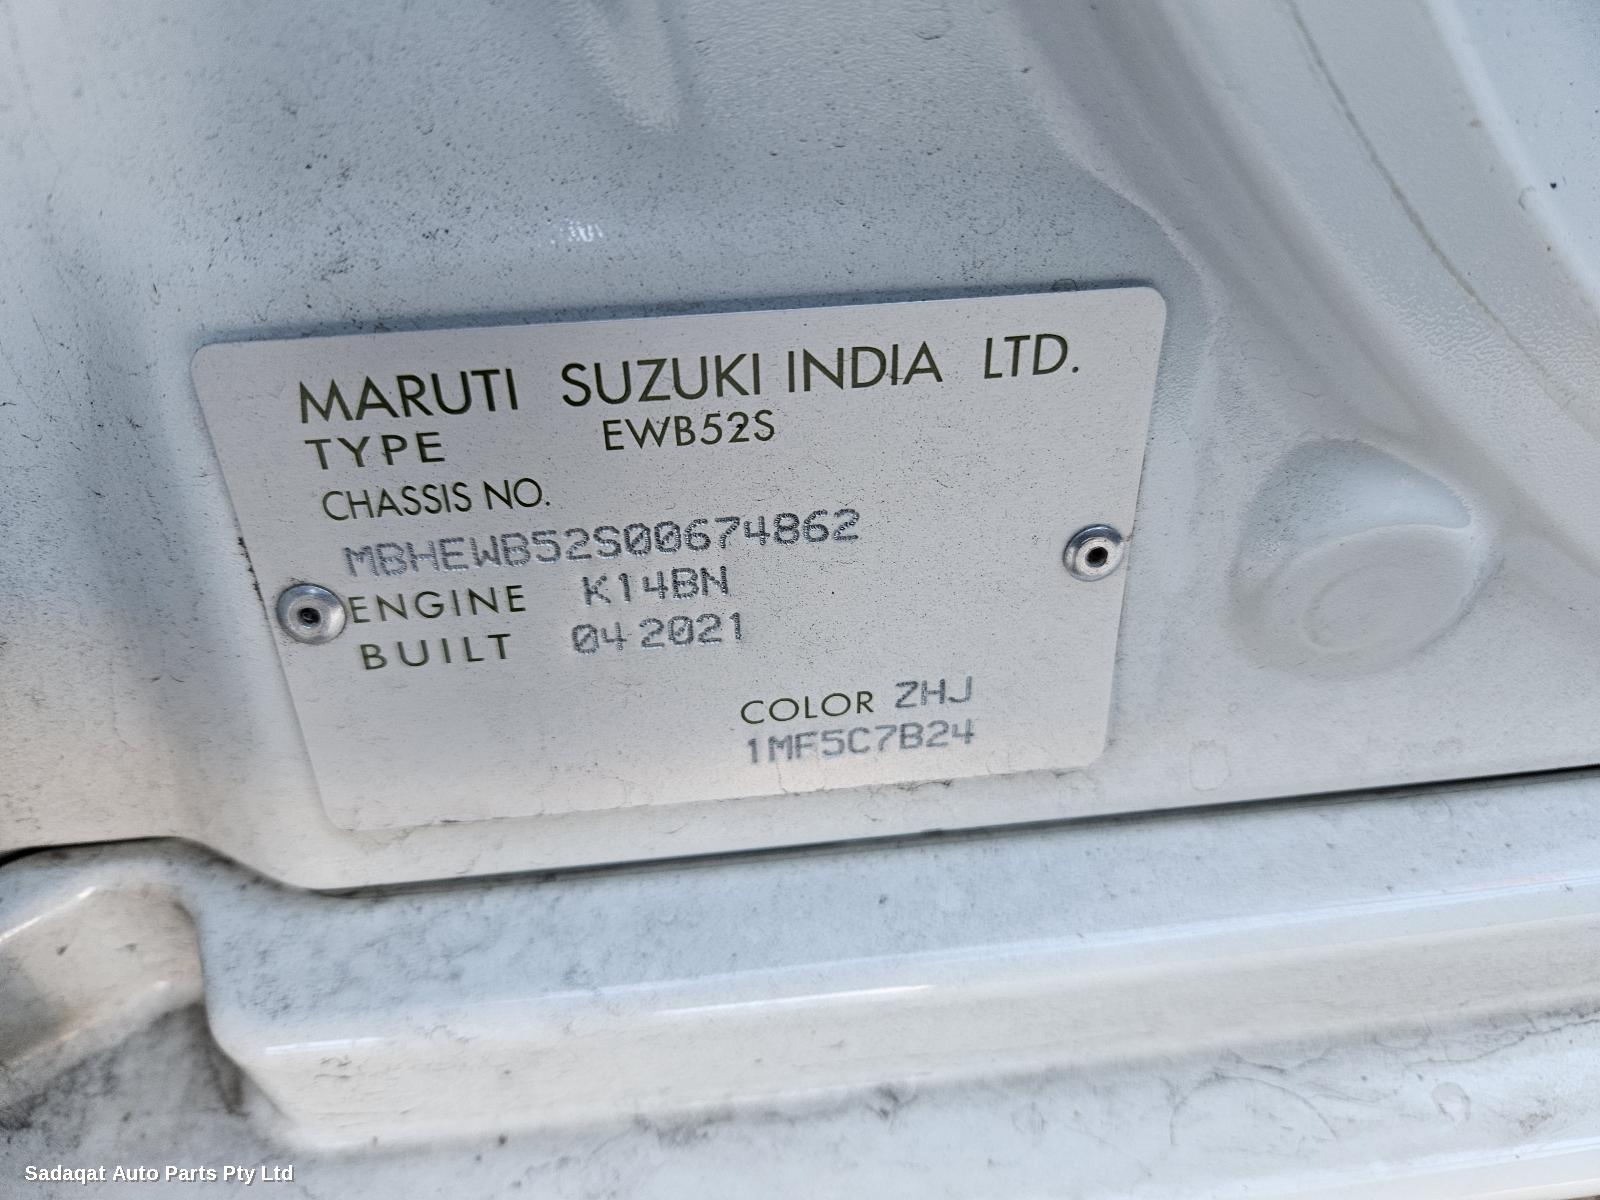 MARUTI SUZUKI INDIA LTD.
TYPE EWB52S
CHASSIS NO.
MBHEWB52S00674862
ENGINE K14BN
BUILT 04 2021
COLOR ZHJ
1MF5C7B24
Sadaqat Auto Parts Pty Ltd